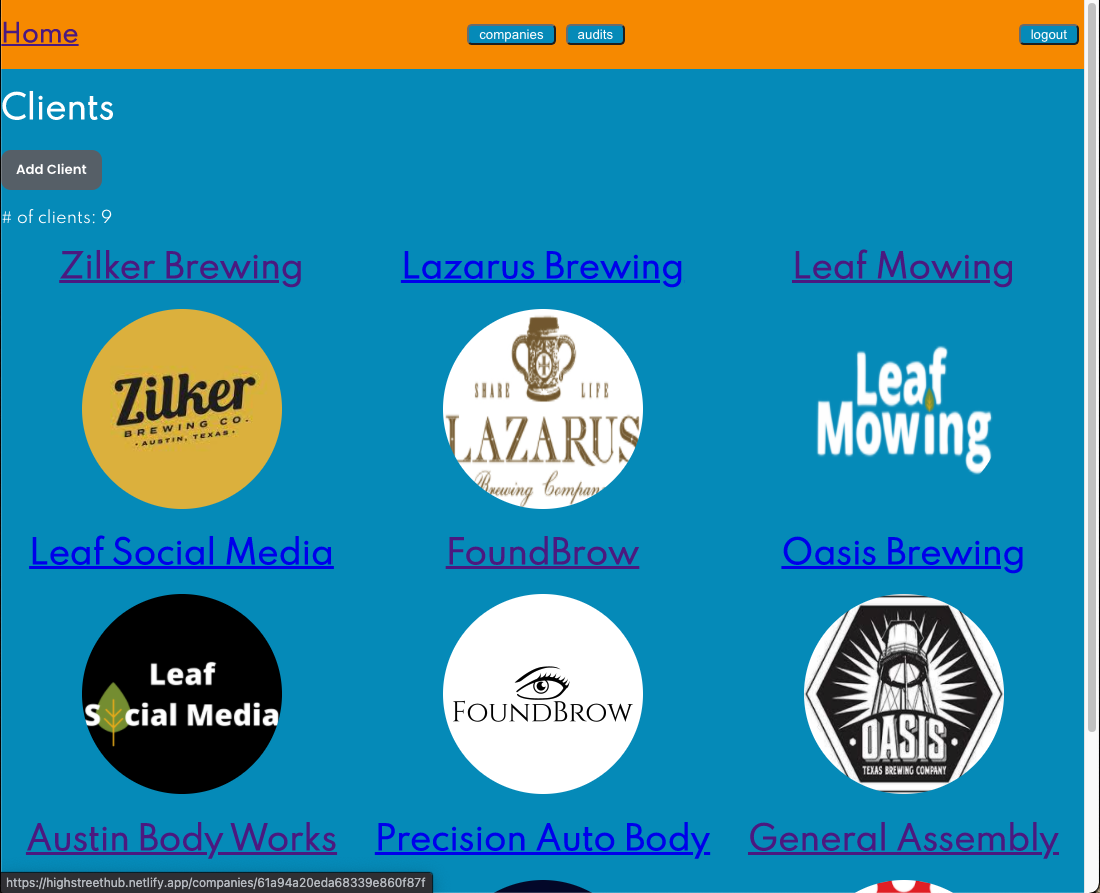 Home companies audits logout
Clients
Add Client
# of clients: 9
Zilker Brewing Lazarus Brewing Leaf Mowing
Zilker
BREWING CO.
· AUSTIN, TEXAS ·
SHARE LIFE
LAZARUS
Brewing Compan
Leaf
Mowing
Leaf Social Media FoundBrow Oasis Brewing
Leaf
Social Media
FOUNDBROW
· OASIS ·
TEXAS BREWING COMPANY
Austin Body Works Precision Auto Body General Assembly
https://highstreethub.netlify.app/companies/61a94a20eda68339e860f87f